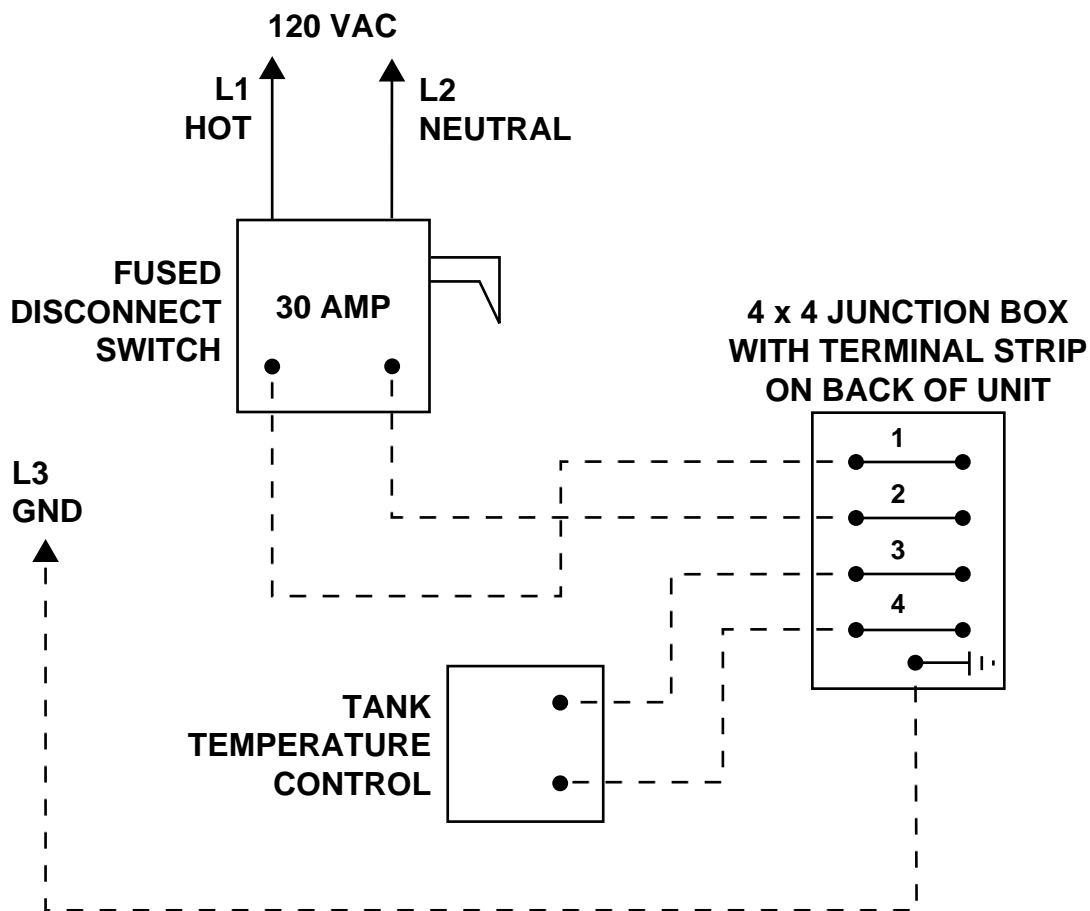 120 VAC
L1
HOT
L2
NEUTRAL
FUSED
DISCONNECT
SWITCH
30 AMP
4 x 4 JUNCTION BOX
WITH TERMINAL STRIP
ON BACK OF UNIT
1
2
3
4
L3
GND
TANK
TEMPERATURE
CONTROL